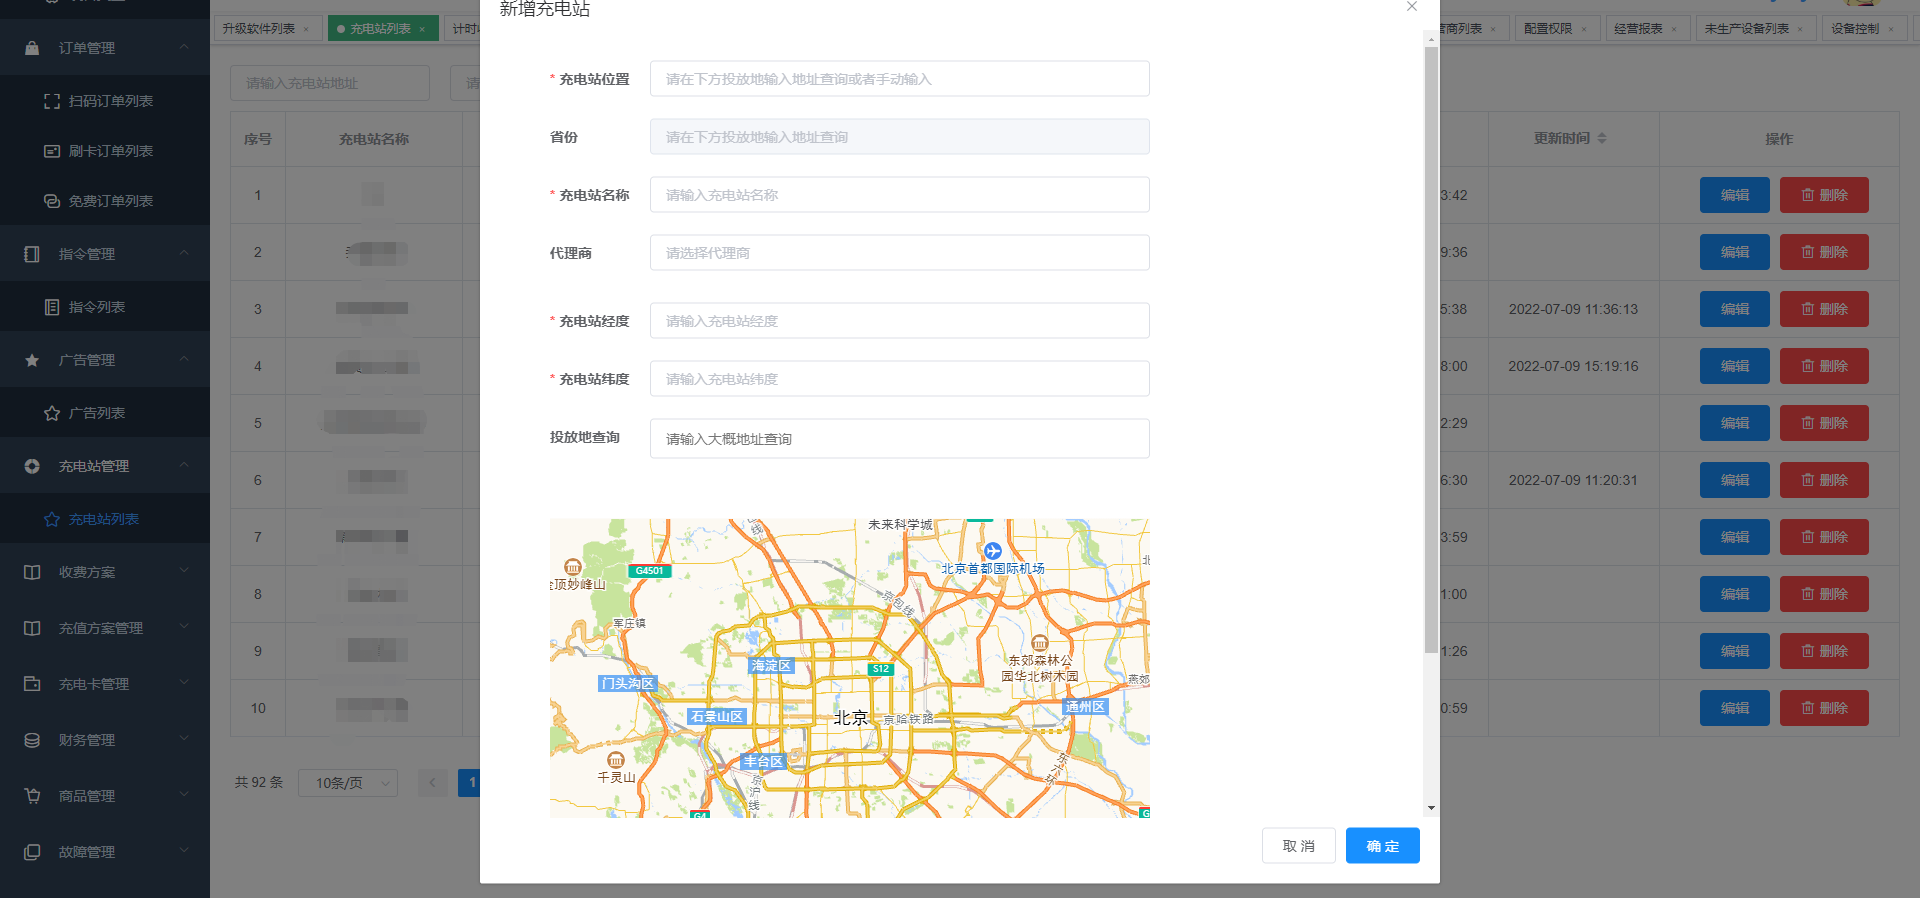 新增充电站
升级软件列表 ×
充电站列表 ×
计时
营商列表 ×
配置权限 ×
经营报表 ×
未生产设备列表 ×
设备控制 ×
订单管理
扫码订单列表
刷卡订单列表
免费订单列表
指令管理
指令列表
广告管理
广告列表
充电站管理
充电站列表
收费方案
充值方案管理
充电卡管理
财务管理
商品管理
故障管理
请输入充电站地址
请
序号
充电站名称
更新时间
操作
1
3:42
编辑
删除
2
9:36
编辑
删除
3
5:38
2022-07-09 11:36:13
编辑
删除
4
8:00
2022-07-09 15:19:16
编辑
删除
5
2:29
编辑
删除
6
6:30
2022-07-09 11:20:31
编辑
删除
7
3:59
编辑
删除
8
1:00
编辑
删除
9
1:26
编辑
删除
10
0:59
编辑
删除
共 92 条
10条/页
1
* 充电站位置
请在下方投放地输入地址查询或者手动输入
省份
请在下方投放地输入地址查询
* 充电站名称
请输入充电站名称
代理商
请选择代理商
* 充电站经度
请输入充电站经度
* 充电站纬度
请输入充电站纬度
投放地查询
请输入大概地址查询
未来科学城
北京首都国际机场
G4501
金顶妙峰山
京包线
军庄镇
海淀区
S12
东郊森林公
园华北树木园
门头沟区
燕郊
石景山区
北京
京哈铁路
通州区
丰台区
千灵山
京沪线
东六环
G4
取 消
确 定